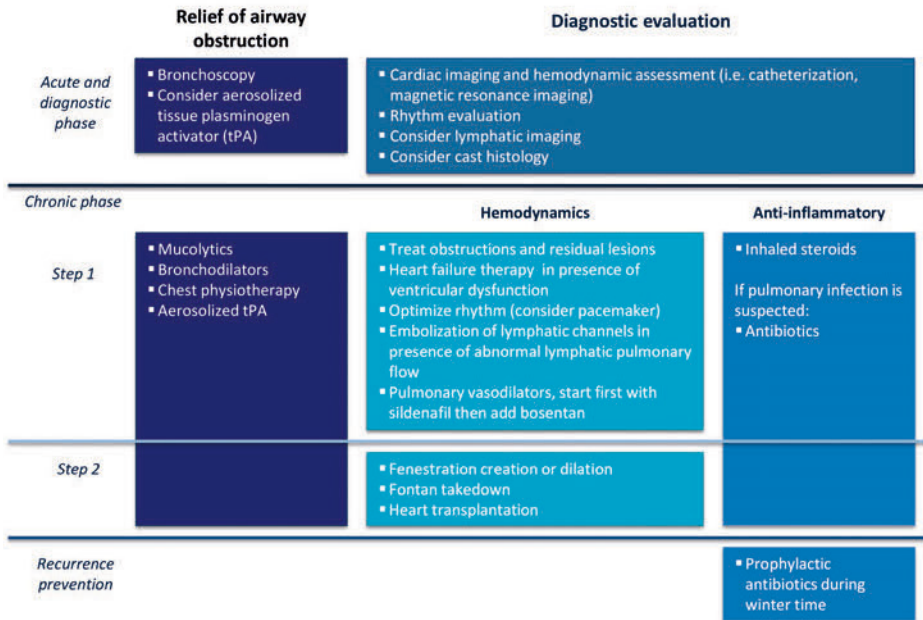 Relief of airway
obstruction
Diagnostic evaluation
Acute and
diagnostic
phase
▪ Bronchoscopy
▪ Consider aerosolized
tissue plasminogen
activator (tPA)
▪ Cardiac imaging and hemodynamic assessment (i.e. catheterization,
magnetic resonance imaging)
▪ Rhythm evaluation
▪ Consider lymphatic imaging
▪ Consider cast histology
Chronic phase
Hemodynamics
Anti-inflammatory
Step 1
▪ Mucolytics
▪ Bronchodilators
▪ Chest physiotherapy
▪ Aerosolized tPA
▪ Treat obstructions and residual lesions
▪ Heart failure therapy in presence of
ventricular dysfunction
▪ Optimize rhythm (consider pacemaker)
▪ Embolization of lymphatic channels in
presence of abnormal lymphatic pulmonary
flow
▪ Pulmonary vasodilators, start first with
sildenafil then add bosentan
▪ Inhaled steroids
If pulmonary infection is
suspected:
▪ Antibiotics
Step 2
▪ Fenestration creation or dilation
▪ Fontan takedown
▪ Heart transplantation
Recurrence
prevention
▪ Prophylactic
antibiotics during
winter time